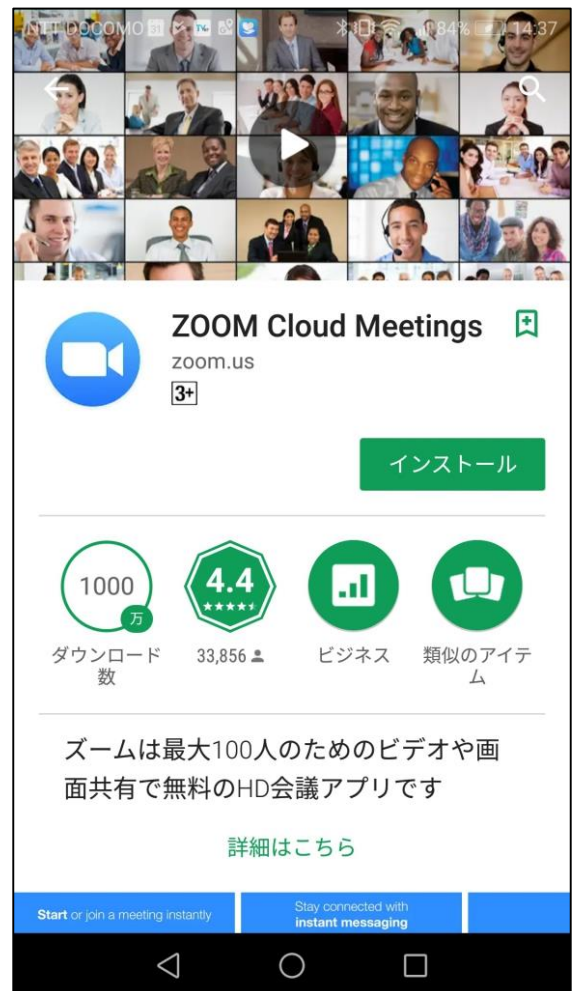 NTT DOCOMO 31 84% 14:37
ZOOM Cloud Meetings
zoom.us
3+
インストール
1000
万
ダウンロード
数
4.4
33,856
ビジネス
類似のアイテ
ム
ズームは最大100人のためのビデオや画
面共有で無料のHD会議アプリです
詳細はこちら
Start or join a meeting instantly
Stay connected with
instant messaging